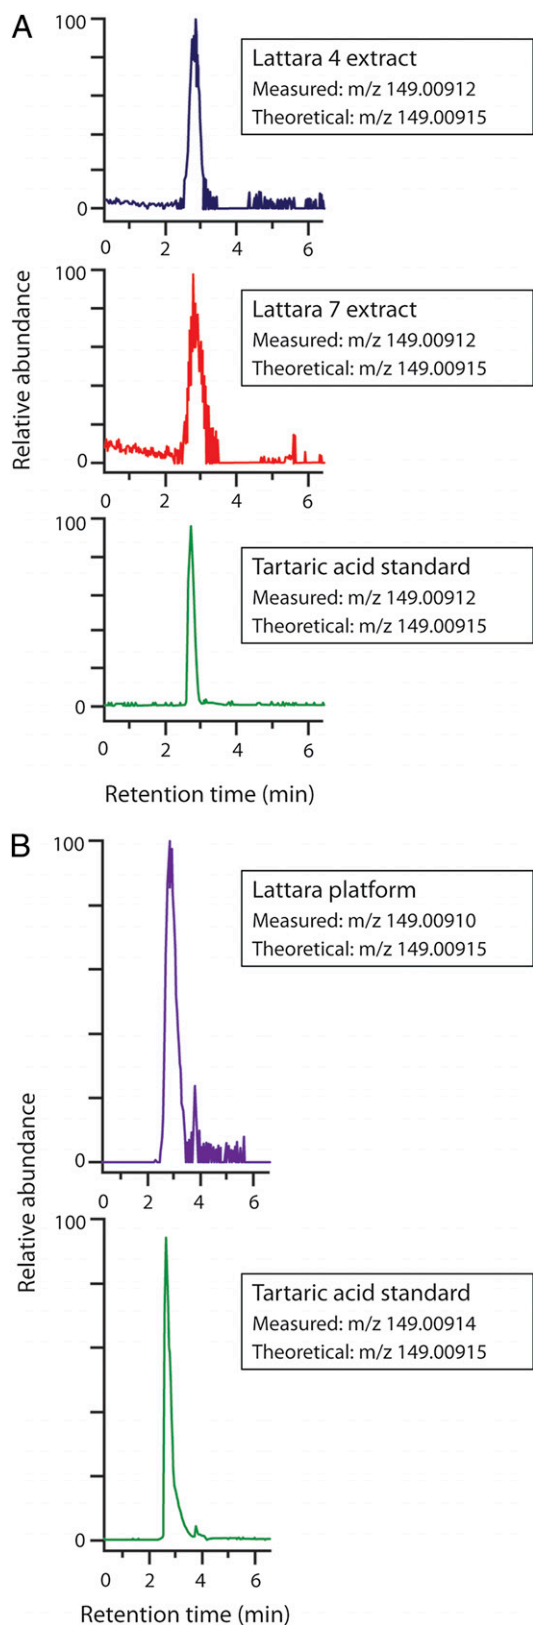 A
100
0
0 2 4 6
Lattara 4 extract
Measured: m/z 149.00912
Theoretical: m/z 149.00915
Relative abundance
100
0
0 2 4 6
Lattara 7 extract
Measured: m/z 149.00912
Theoretical: m/z 149.00915
100
0
0 2 4 6
Tartaric acid standard
Measured: m/z 149.00912
Theoretical: m/z 149.00915
Retention time (min)
B
100
0
0 2 4 6
Lattara platform
Measured: m/z 149.00910
Theoretical: m/z 149.00915
Relative abundance
100
0
0 2 4 6
Tartaric acid standard
Measured: m/z 149.00914
Theoretical: m/z 149.00915
Retention time (min)